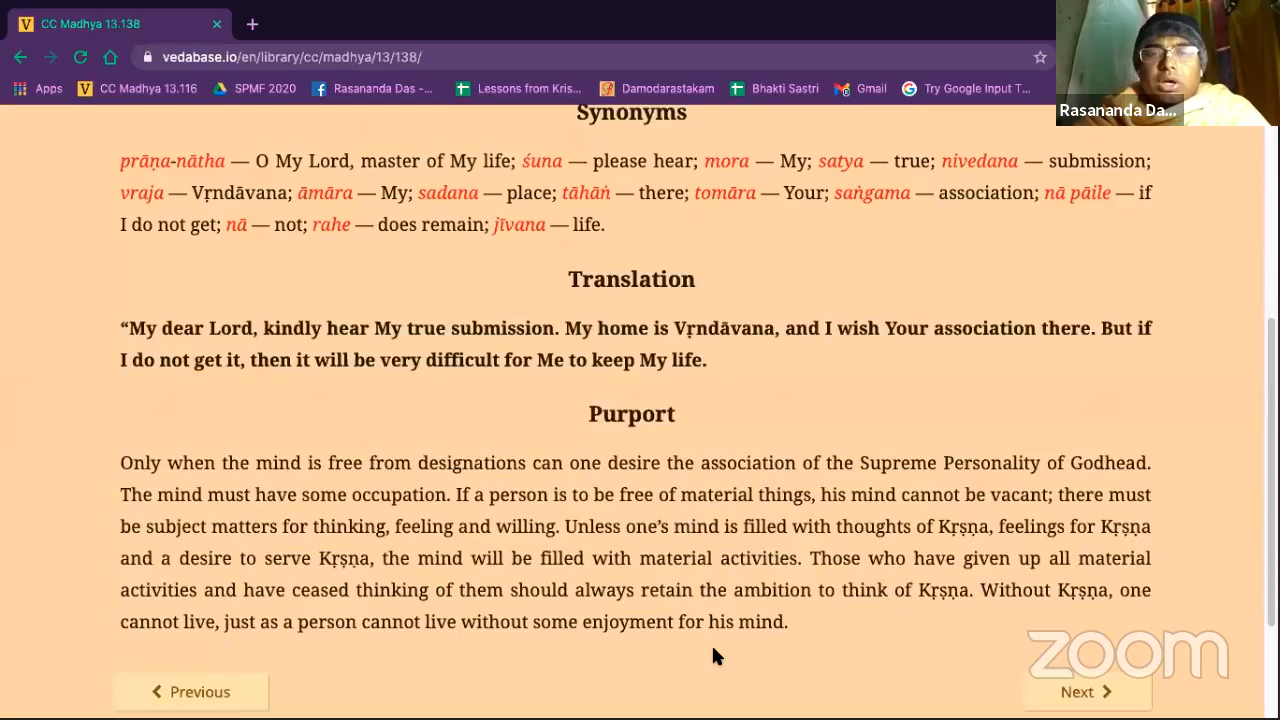 CC Madhya 13.138
vedabase.io/en/library/cc/madhya/13/138/
Apps CC Madhya 13.116 SPMF 2020 Rasananda Das -... Lessons from Kris... Damodarastakam Bhakti Sastri Gmail Try Google Input T...
Rasananda Da...
Synonyms
prāṇa-nātha — O My Lord, master of My life; śuna — please hear; mora — My; satya — true; nivedana — submission;
vraja — Vṛndāvana; āmāra — My; sadana — place; tāhāṅ — there; tomāra — Your; saṅgama — association; nā pāile — if
I do not get; nā — not; rahe — does remain; jīvana — life.
Translation
“My dear Lord, kindly hear My true submission. My home is Vṛndāvana, and I wish Your association there. But if
I do not get it, then it will be very difficult for Me to keep My life.
Purport
Only when the mind is free from designations can one desire the association of the Supreme Personality of Godhead.
The mind must have some occupation. If a person is to be free of material things, his mind cannot be vacant; there must
be subject matters for thinking, feeling and willing. Unless one’s mind is filled with thoughts of Kṛṣṇa, feelings for Kṛṣṇa
and a desire to serve Kṛṣṇa, the mind will be filled with material activities. Those who have given up all material
activities and have ceased thinking of them should always retain the ambition to think of Kṛṣṇa. Without Kṛṣṇa, one
cannot live, just as a person cannot live without some enjoyment for his mind.
zoom
Previous Next